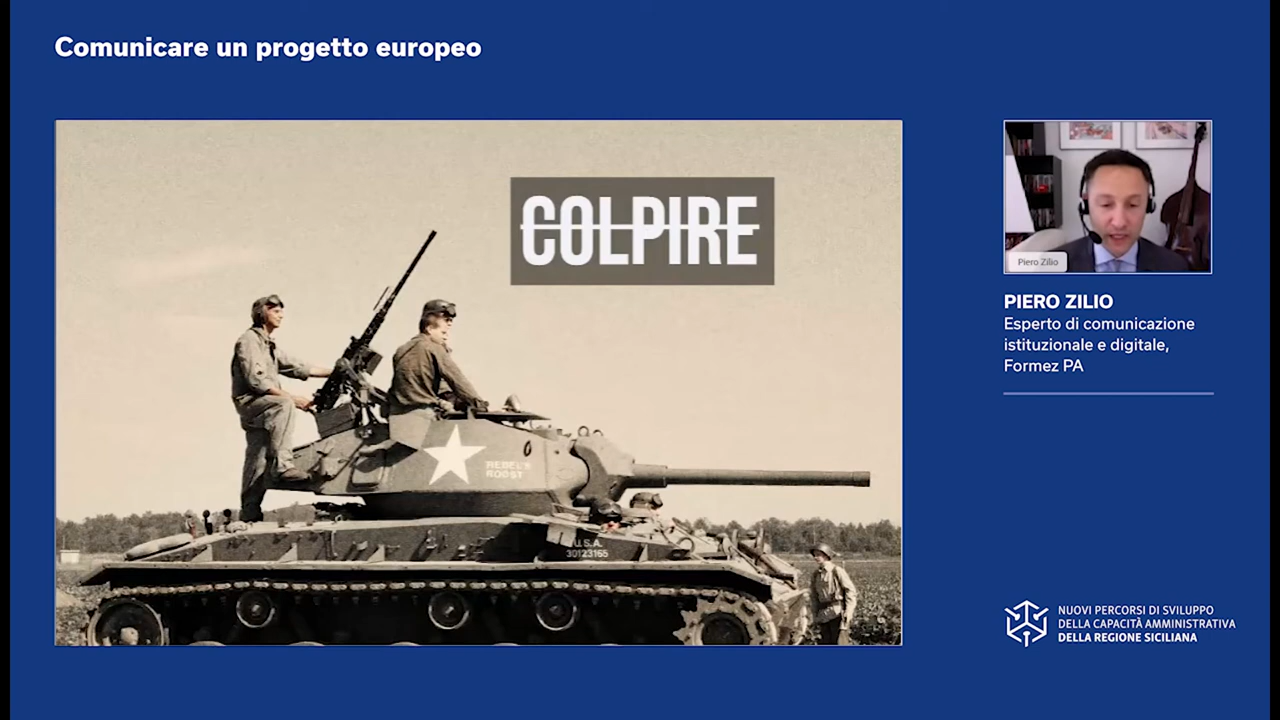 Comunicare un progetto europeo
COLPIRE
REBEL'S
ROOST
U.S.A.
30123165
Piero Zilio
PIERO ZILIO
Esperto di comunicazione
istituzionale e digitale,
Formez PA
NUOVI PERCORSI DI SVILUPPO
DELLA CAPACITÀ AMMINISTRATIVA
DELLA REGIONE SICILIANA